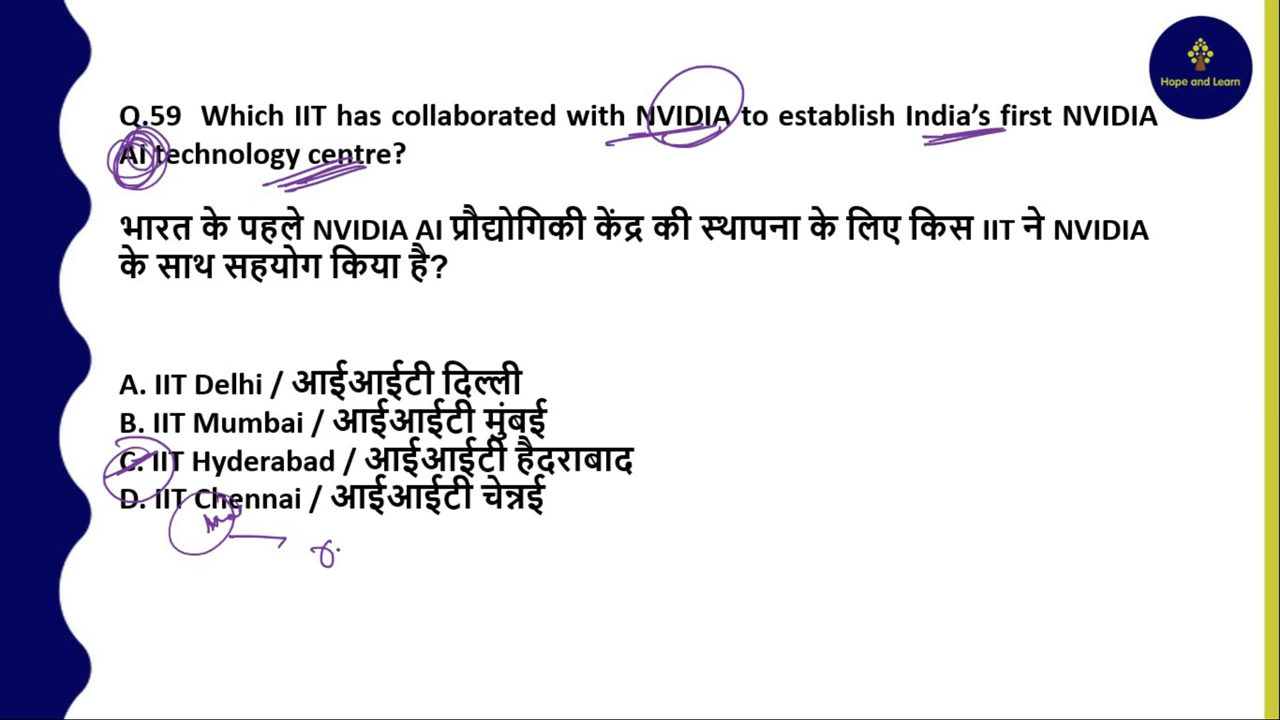 Hope and Learn
Q.59 Which IIT has collaborated with NVIDIA to establish India's first NVIDIA
AI technology centre?
भारत के पहले NVIDIA AI प्रौद्योगिकी केंद्र की स्थापना के लिए किस IIT ने NVIDIA
के साथ सहयोग किया है?
A. IIT Delhi / आईआईटी दिल्ली
B. IIT Mumbai / आईआईटी मुंबई
C. IIT Hyderabad / आईआईटी हैदराबाद
D. IIT Chennai / आईआईटी चेन्नई